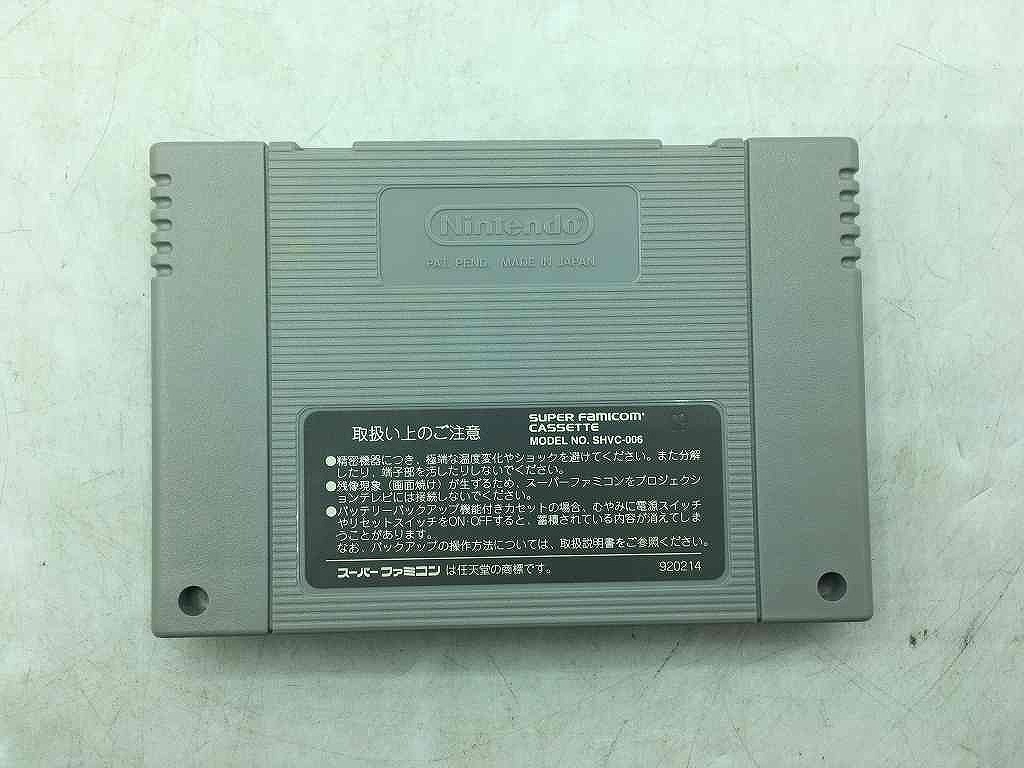 Nintendo
PAT. PEND. MADE IN JAPAN
取扱い上のご注意
SUPER FAMICOM
CASSETTE
MODEL NO. SHVC-006
●精密機器につき、極端な温度変化やショックを避けてください。また分解
したり、端子部を汚したりしないでください。
●残像現象（画面焼け）が生ずるため、スーパーファミコンをプロジェクシ
ョンテレビには接続しないでください。
●バッテリーバックアップ機能付きカセットの場合、むやみに電源スイッチ
やリセットスイッチをON・OFFすると、蓄積されている内容が消えてしま
うことがあります。
なお、バックアップの操作方法については、取扱説明書をご参照ください。
スーパーファミコン は任天堂の商標です。
920214